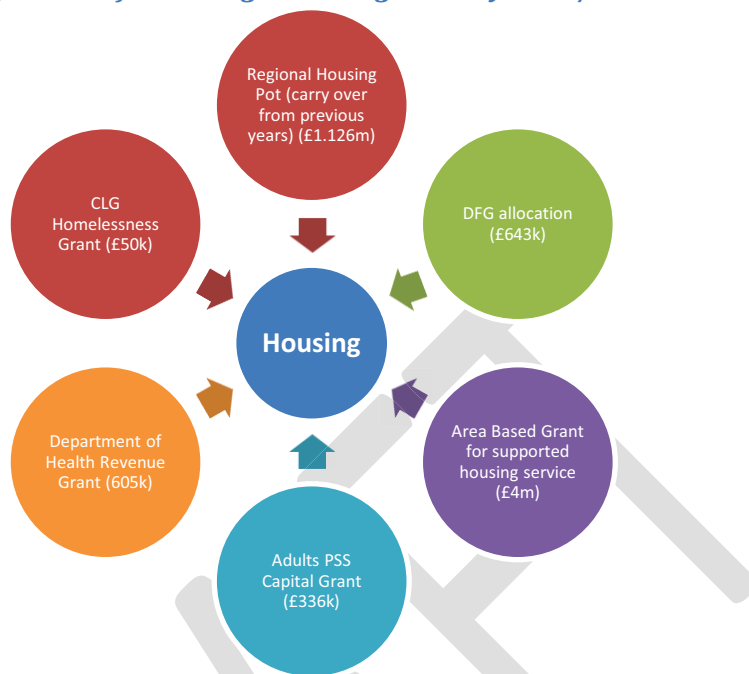 Regional Housing
Pot (carry over
from previous
years) (£1.126m)
CLG
Homelessness
Grant (£50k)
DFG allocation
(£643k)
Housing
Department of
Health Revenue
Grant (605k)
Area Based Grant
for supported
housing service
(£4m)
Adults PSS
Capital Grant
(£336k)